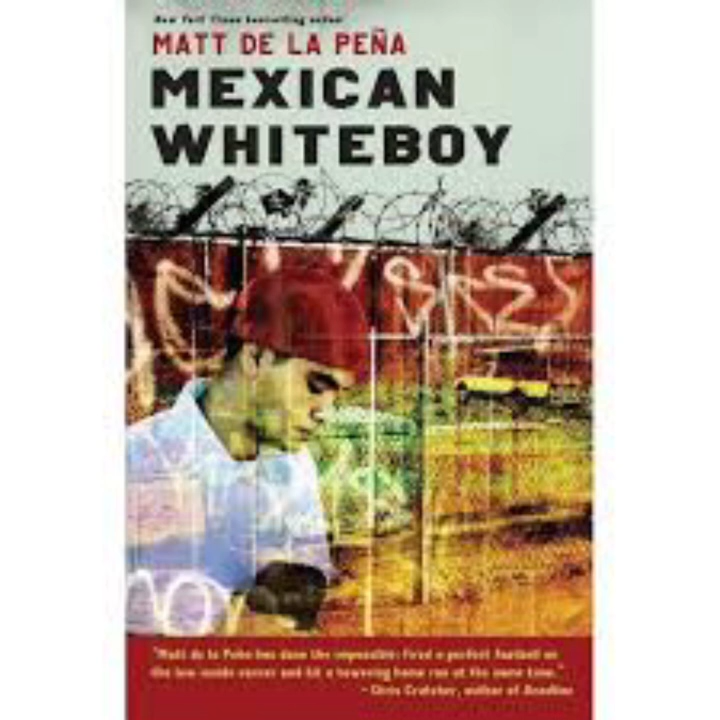 New York Times bestselling author
MATT DE LA PEÑA
MEXICAN
WHITEBOY
"Matt de la Peña has done the impossible: fired a perfect fastball on
the low inside corner and hit a towering home run at the same time."
- Chris Crutcher, author of Deadline